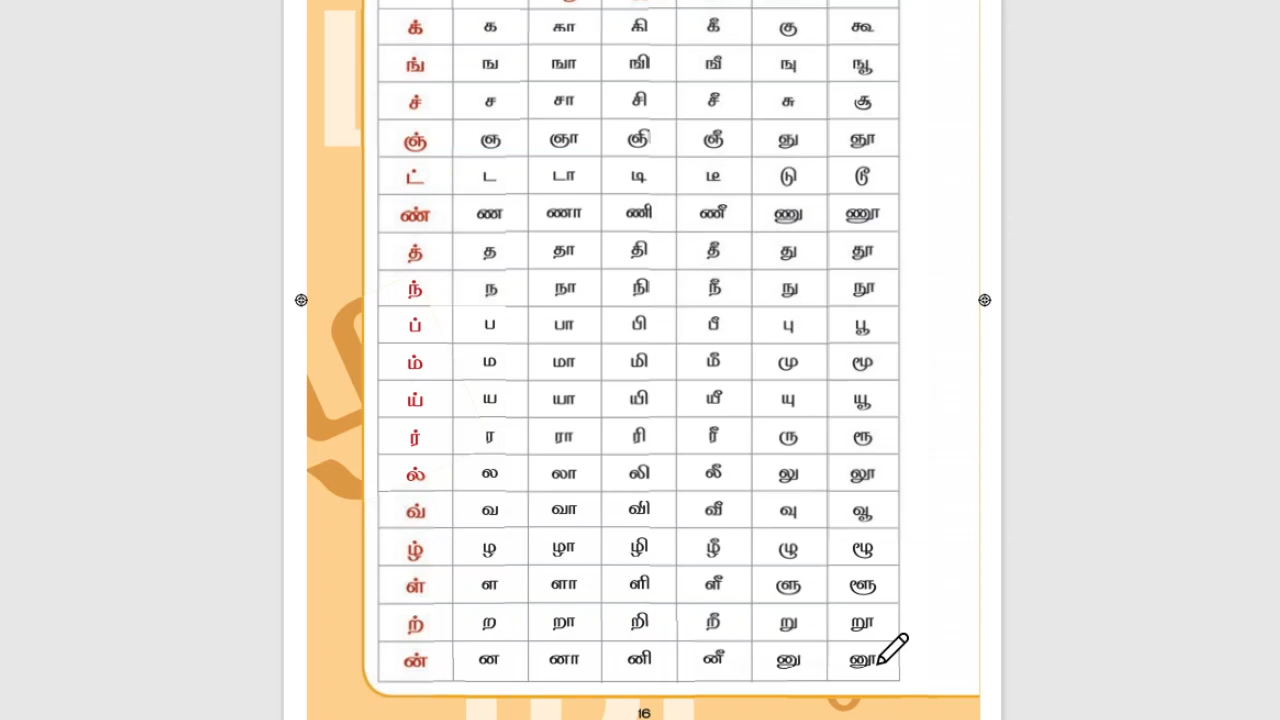 க் க கா கி கீ கு கூ
ங் ங ஙா ஙி ஙீ ஙு ஙூ
ச் ச சா சி சீ சு சூ
ஞ் ஞ ஞா ஞி ஞீ ஞு ஞூ
ட் ட டா டி டீ டு டூ
ண் ண ணா ணி ணீ ணு ணூ
த் த தா தி தீ து தூ
ந் ந நா நி நீ நு நூ
ப் ப பா பி பீ பு பூ
ம் ம மா மி மீ மு மூ
ய் ய யா யி யீ யு யூ
ர் ர ரா ரி ரீ ரு ரூ
ல் ல லா லி லீ லு லூ
வ் வ வா வி வீ வு வூ
ழ் ழ ழா ழி ழீ ழு ழூ
ள் ள ளா ளி ளீ ளு ளூ
ற் ற றா றி றீ று றூ
ன் ன னா னி னீ னு னூ
16